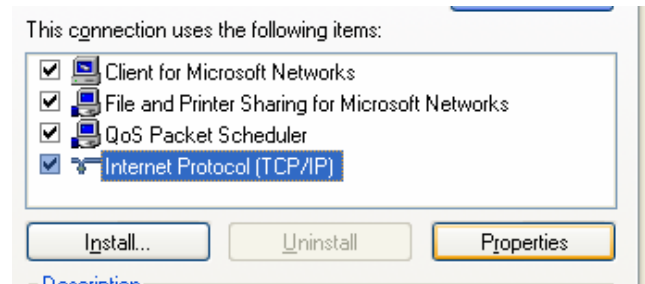 This connection uses the following items:
Client for Microsoft Networks
File and Printer Sharing for Microsoft Networks
QoS Packet Scheduler
Internet Protocol (TCP/IP)
Install... Uninstall Properties
Description